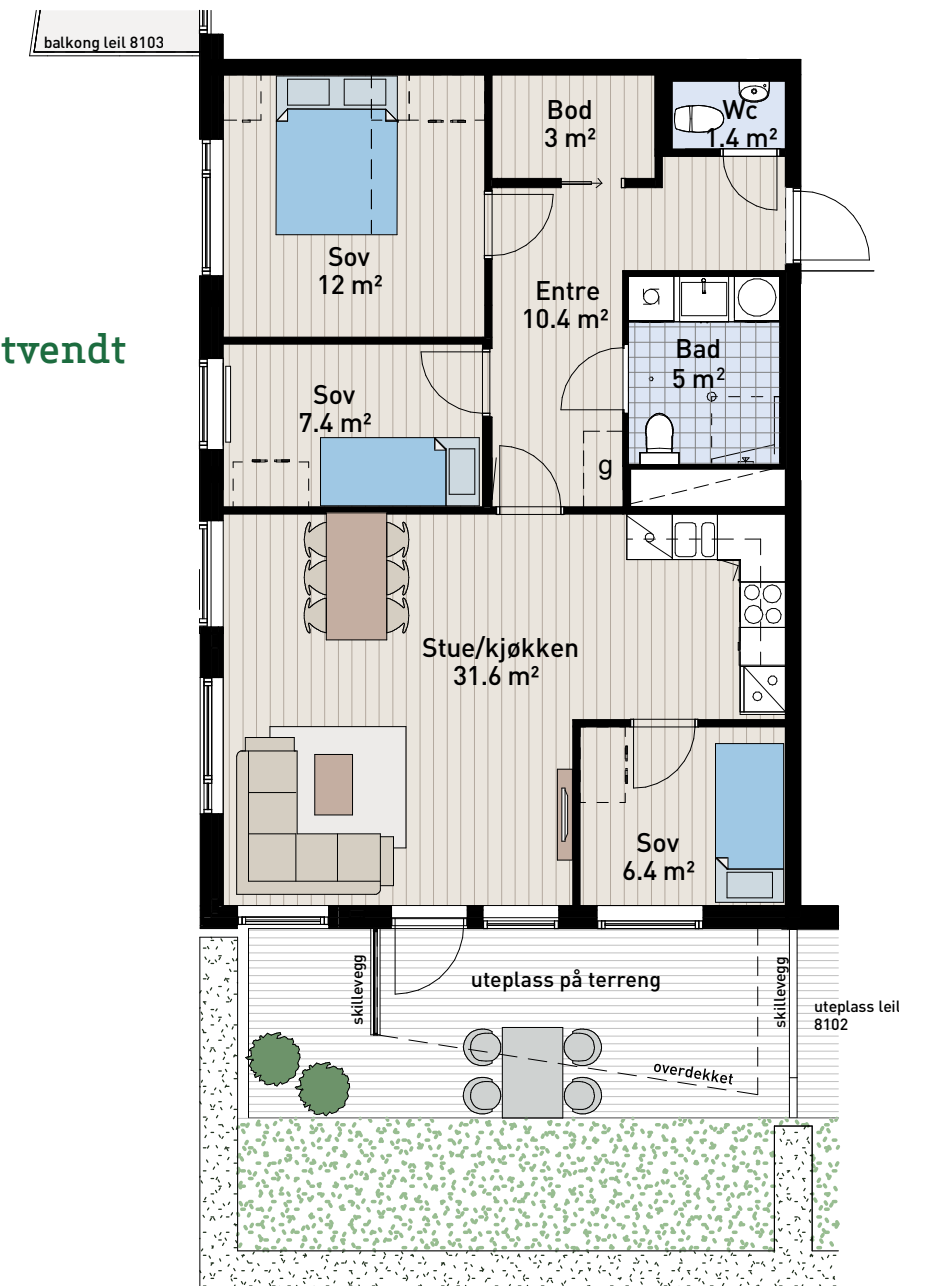 balkong leil 8103
Bod
3 m²
Wc
1.4 m²
Sov
12 m²
Entre
10.4 m²
tvendt
Bad
5 m²
Sov
7.4 m²
g
Stue/kjøkken
31.6 m²
Sov
6.4 m²
skillevegg
uteplass på terreng
skillevegg
uteplass leil
8102
overdekket